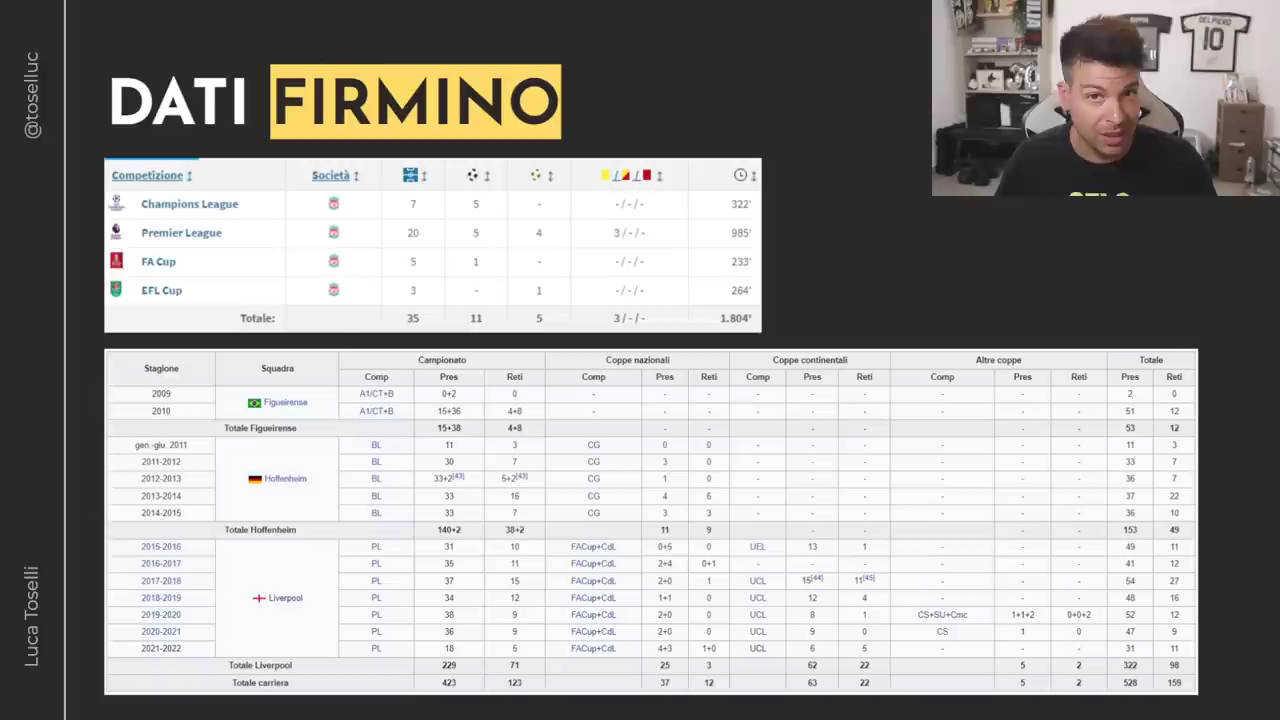 @toselluc
Luca Toselli
DATI FIRMINO
DEL PIERO
10
Competizione Società
Champions League 7 5 - -/-/- 322'
Premier League 20 5 4 3/-/- 985'
FA Cup 5 1 - -/-/- 233'
EFL Cup 3 - 1 -/-/- 264'
Totale: 35 11 5 3/-/- 1.804'
Stagione Squadra Campionato Coppe nazionali Coppe continentali Altre coppe Totale
Comp Pres Reti Comp Pres Reti Comp Pres Reti Comp Pres Reti Pres Reti
2009 Figueirense A1/CT+B 0+2 0 - - - - - - - - - 2 0
2010 A1/CT+B 15+36 4+8 - - - - - - - - - 51 12
Totale Figueirense 15+38 4+8 - - - - - - 53 12
gen.-giu. 2011 Hoffenheim BL 11 3 CG 0 0 - - - - - - 11 3
2011-2012 BL 30 7 CG 3 0 - - - - - - 33 7
2012-2013 BL 33+2[43] 5+2[43] CG 1 0 - - - - - - 36 7
2013-2014 BL 33 16 CG 4 6 - - - - - - 37 22
2014-2015 BL 33 7 CG 3 3 - - - - - - 36 10
Totale Hoffenheim 140+2 38+2 11 9 - - - - 153 49
2015-2016 Liverpool PL 31 10 FACup+CdL 0+5 0 UEL 13 1 - - - 49 11
2016-2017 PL 35 11 FACup+CdL 2+4 0+1 - - - - - - 41 12
2017-2018 PL 37 15 FACup+CdL 2+0 1 UCL 15[44] 11[45] - - - 54 27
2018-2019 PL 34 12 FACup+CdL 1+1 0 UCL 12 4 - - - 48 16
2019-2020 PL 38 9 FACup+CdL 2+0 0 UCL 8 1 CS+SU+Cmc 1+1+2 0+0+2 52 12
2020-2021 PL 36 9 FACup+CdL 2+0 0 UCL 9 0 CS 1 0 47 9
2021-2022 PL 18 5 FACup+CdL 4+3 1+0 UCL 6 5 - - - 31 11
Totale Liverpool 229 71 25 3 62 22 5 2 322 98
Totale carriera 423 123 37 12 63 22 5 2 528 159